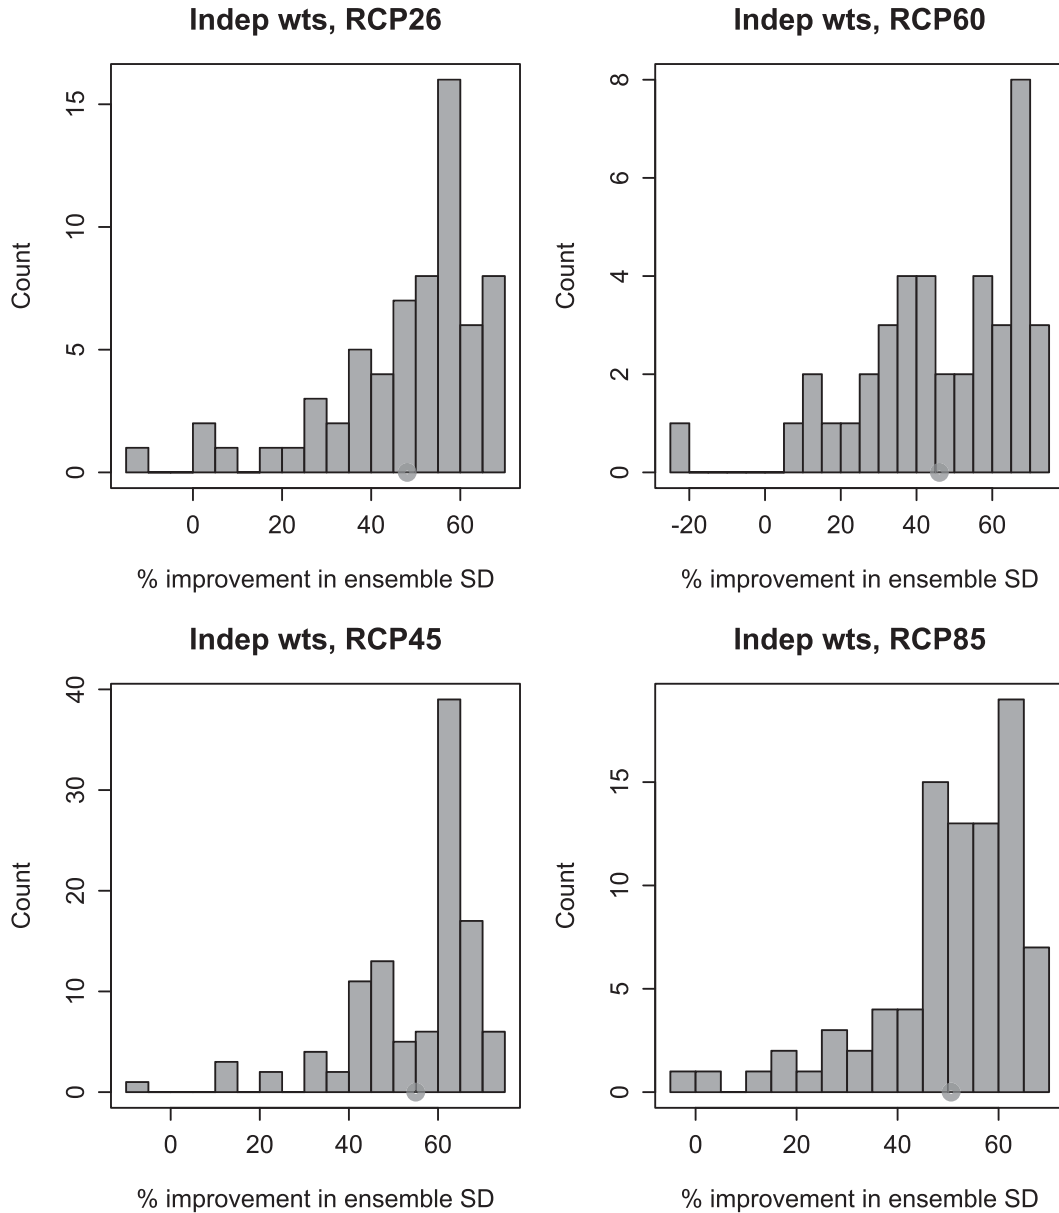 Indep wts, RCP26
Count
15
10
5
0
0 20 40 60
% improvement in ensemble SD
Indep wts, RCP60
Count
8
6
4
2
0
-20 0 20 40 60
% improvement in ensemble SD
Indep wts, RCP45
Count
40
30
20
10
0
0 20 40 60
% improvement in ensemble SD
Indep wts, RCP85
Count
15
10
5
0
0 20 40 60
% improvement in ensemble SD